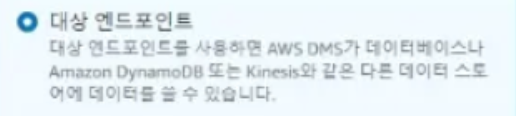 대상 엔드포인트
대상 엔드포인트를 사용하면 AWS DMS가 데이터베이스나
Amazon DynamoDB 또는 Kinesis와 같은 다른 데이터 스토
어에 데이터를 쓸 수 있습니다.